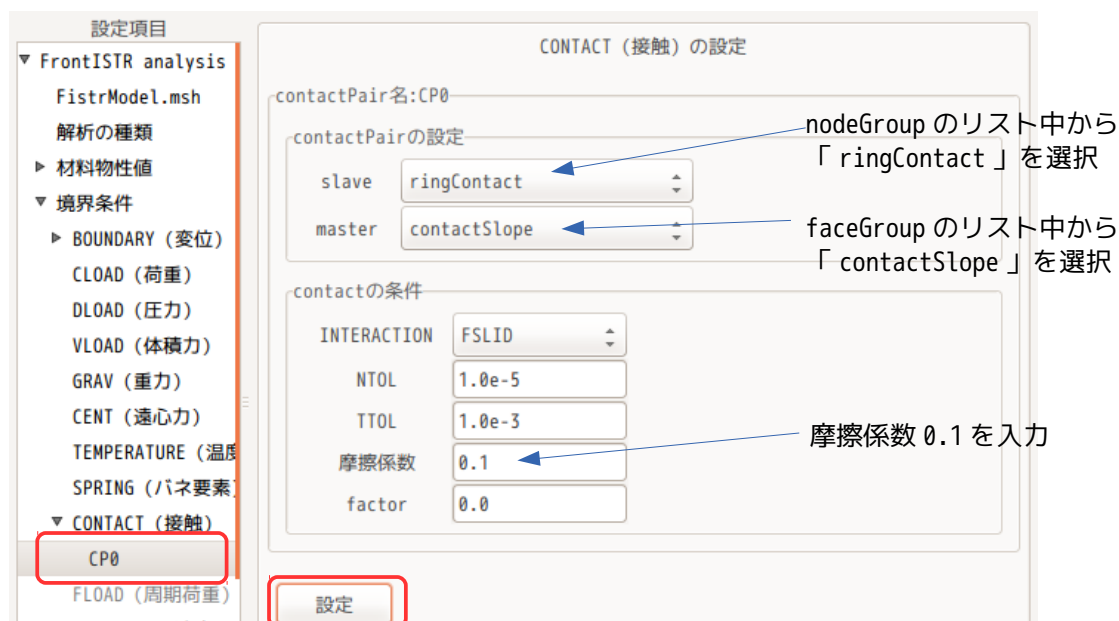 設定項目
▼ FrontISTR analysis
FistrModel.msh
解析の種類
▶ 材料物性値
▼ 境界条件
▶ BOUNDARY (変位)
CLOAD (荷重)
DLOAD (圧力)
VLOAD (体積力)
GRAV (重力)
CENT (遠心力)
TEMPERATURE (温度
SPRING (バネ要素)
▼ CONTACT (接触)
CP0
FLOAD (周期荷重)
CONTACT (接触) の設定
contactPair名:CP0
contactPairの設定
slave ringContact
master contactSlope
contactの条件
INTERACTION FSLID
NTOL 1.0e-5
TTOL 1.0e-3
摩擦係数 0.1
factor 0.0
設定
nodeGroup のリスト中から
「 ringContact 」を選択
faceGroup のリスト中から
「 contactSlope 」を選択
摩擦係数 0.1 を入力